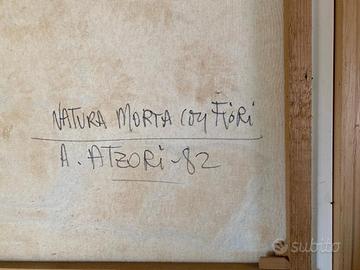 NATURA MORTA CON FIORI
A. ATZORI-82
subito